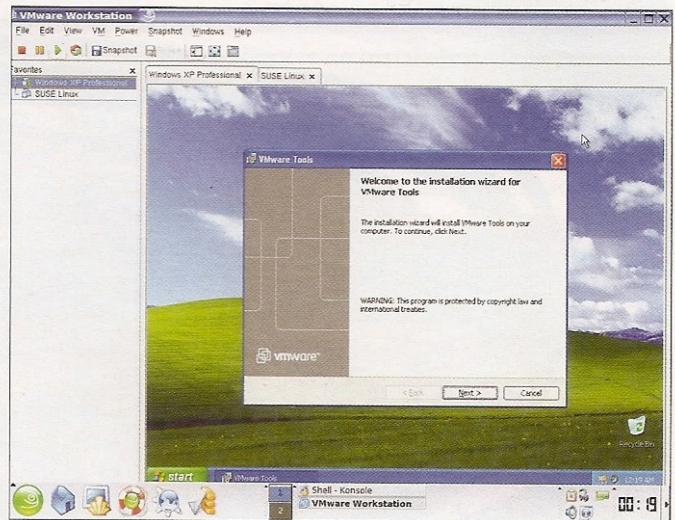 VMware Workstation
File Edit View VM Power Snapshot Windows Help
Snapshot
Favorites x
Windows XP Professional
SUSE Linux
Windows XP Professional x SUSE Linux x
VMware Tools
Welcome to the installation wizard for
VMware Tools
The installation wizard will install VMware Tools on your
computer. To continue, click Next.
WARNING: This program is protected by copyright law and
international treaties.
vmware
< Back Next > Cancel
Recycle Bin
start VMware Tools 12:19 AM
1 Shell - Konsole
2 VMware Workstation
00:19